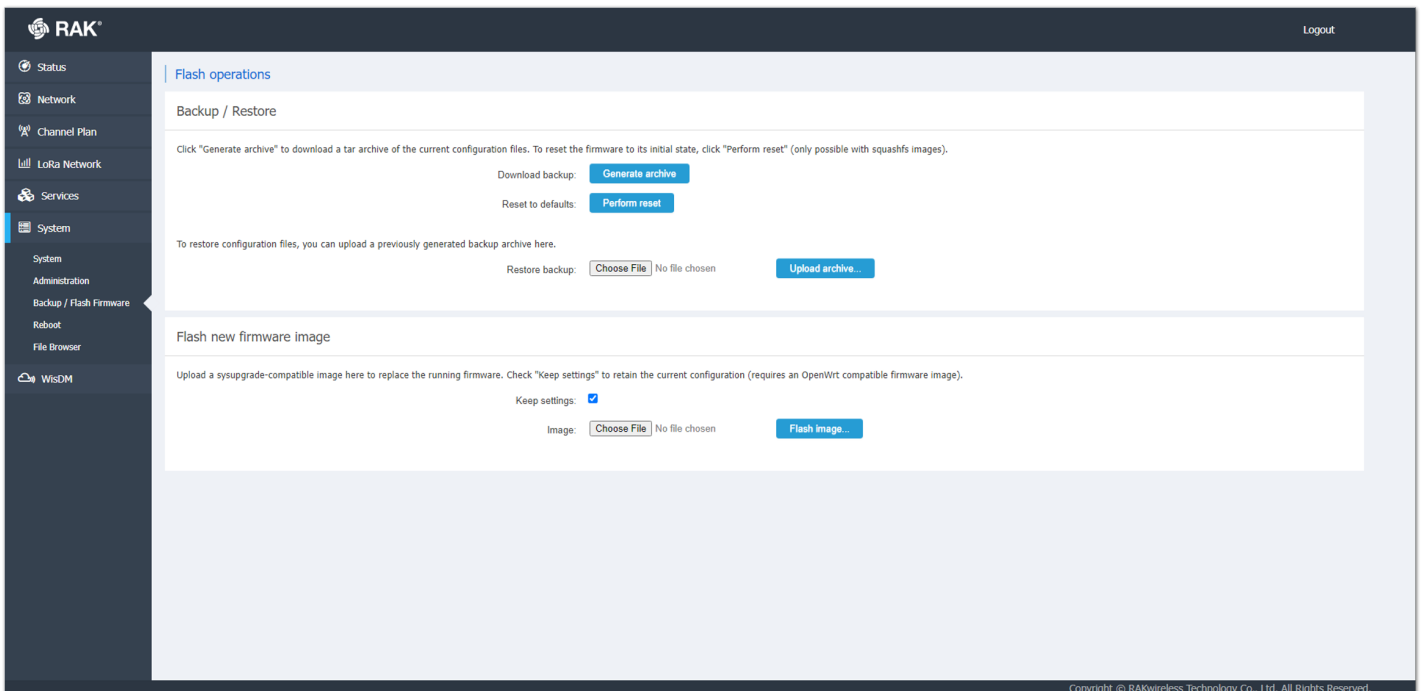 RAK®
Logout
Status
Network
Channel Plan
LoRa Network
Services
System
System
Administration
Backup / Flash Firmware
Reboot
File Browser
WisDM
Flash operations
Backup / Restore
Click "Generate archive" to download a tar archive of the current configuration files. To reset the firmware to its initial state, click "Perform reset" (only possible with squashfs images).
Download backup: Generate archive
Reset to defaults: Perform reset
To restore configuration files, you can upload a previously generated backup archive here.
Restore backup: Choose File No file chosen Upload archive...
Flash new firmware image
Upload a sysupgrade-compatible image here to replace the running firmware. Check "Keep settings" to retain the current configuration (requires an OpenWrt compatible firmware image).
Keep settings:
Image: Choose File No file chosen Flash image...
Copyright © RAKwireless Technology Co., Ltd. All Rights Reserved.